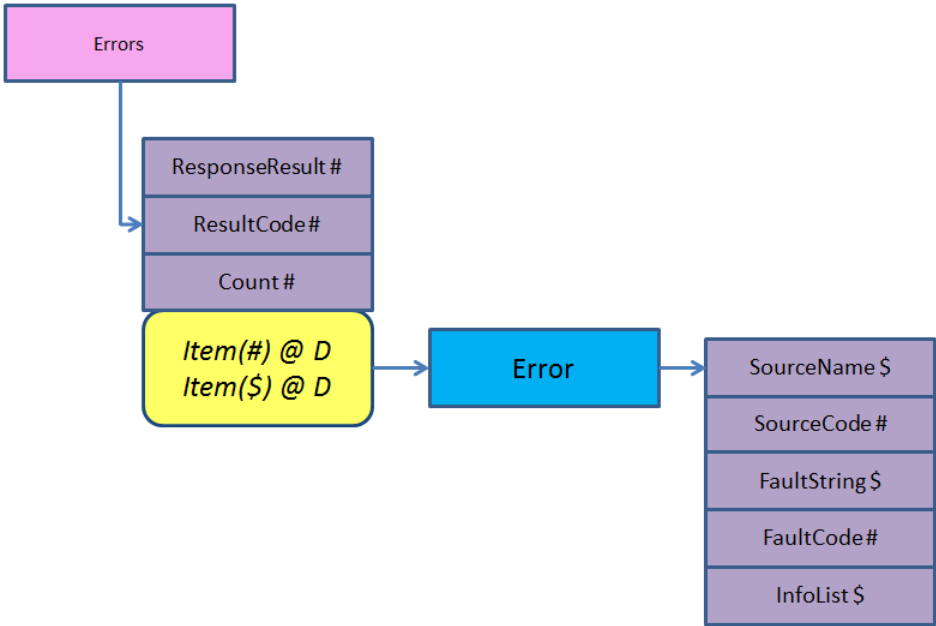 Errors
ResponseResult #
ResultCode #
Count #
Item(#) @ D
Item($) @ D
Error
SourceName $
SourceCode #
FaultString $
FaultCode #
InfoList $